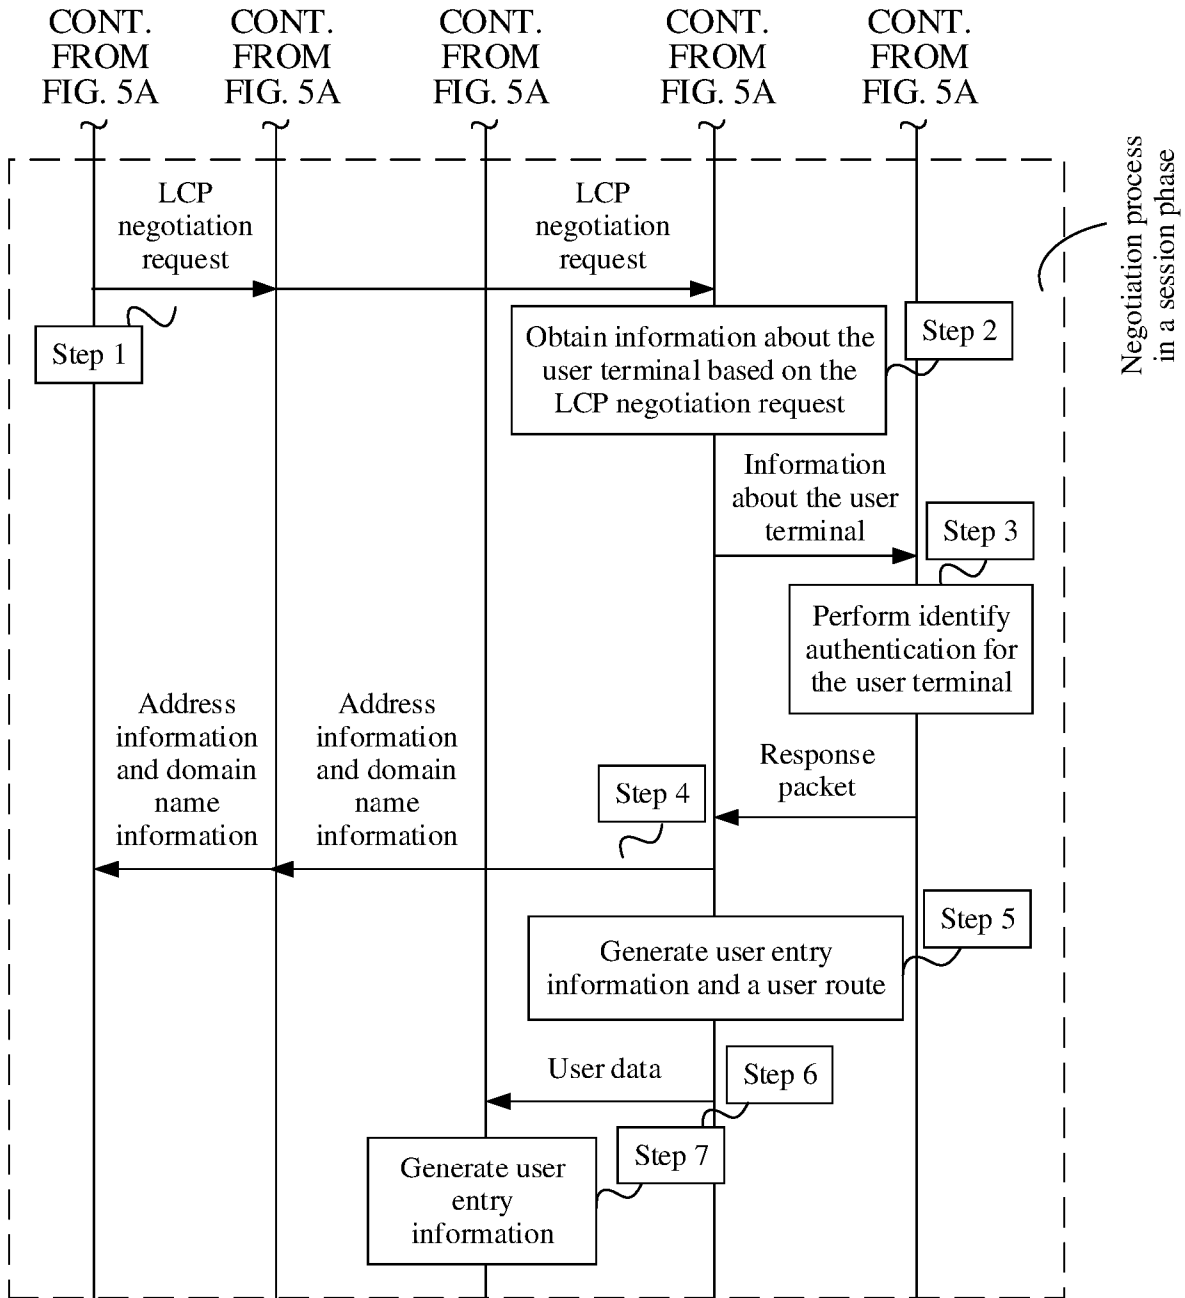 CONT.
FROM
FIG. 5A
CONT.
FROM
FIG. 5A
CONT.
FROM
FIG. 5A
CONT.
FROM
FIG. 5A
CONT.
FROM
FIG. 5A
Negotiation process
in a session phase
LCP
negotiation
request
LCP
negotiation
request
Step 1
Obtain information about the
user terminal based on the
LCP negotiation request
Step 2
Information
about the user
terminal
Step 3
Perform identify
authentication for
the user terminal
Response
packet
Address
information
and domain
name
information
Address
information
and domain
name
information
Step 4
Generate user entry
information and a user route
Step 5
User data
Step 6
Generate user
entry
information
Step 7